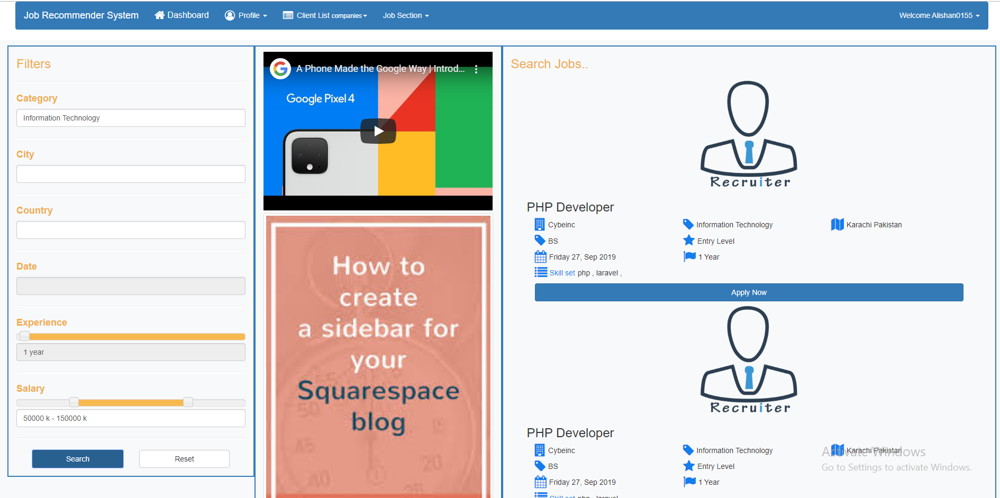 Job Recommender System
Dashboard
Profile
Client List companies
Job Section
Welcome Alishan0155
Filters
Category
Information Technology
City
Country
Date
Experience
1 year
Salary
50000 k - 150000 k
Search
Reset
A Phone Made the Google Way | Introd...
Google Pixel 4
How to
create
a sidebar for
your
Squarespace
blog
Search Jobs..
Recruiter
PHP Developer
Cybeinc
Information Technology
Karachi Pakistan
BS
Entry Level
Friday 27, Sep 2019
1 Year
Skill set php , laravel ,
Apply Now
Recruiter
PHP Developer
Cybeinc
Information Technology
Karachi Pakistan
BS
Entry Level
Friday 27, Sep 2019
1 Year
Skill set php , laravel
Activate Windows
Go to Settings to activate Windows.